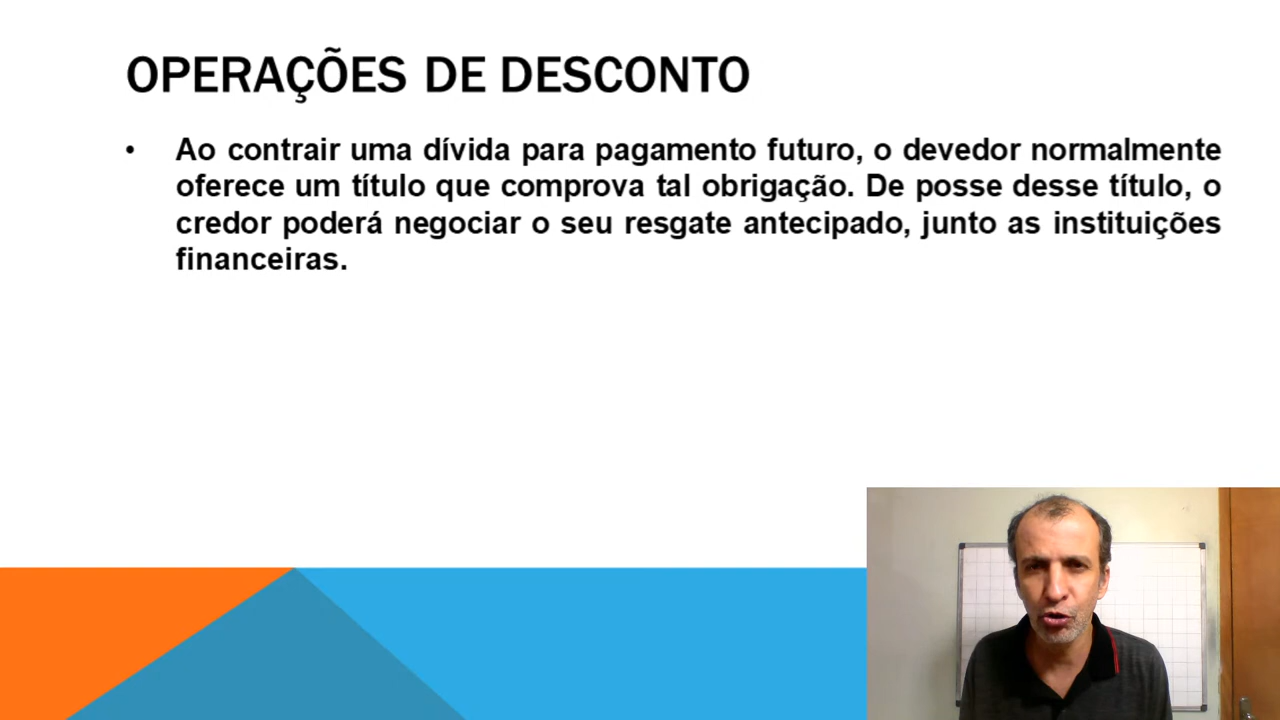 OPERAÇÕES DE DESCONTO
• Ao contrair uma dívida para pagamento futuro, o devedor normalmente
oferece um título que comprova tal obrigação. De posse desse título, o
credor poderá negociar o seu resgate antecipado, junto as instituições
financeiras.